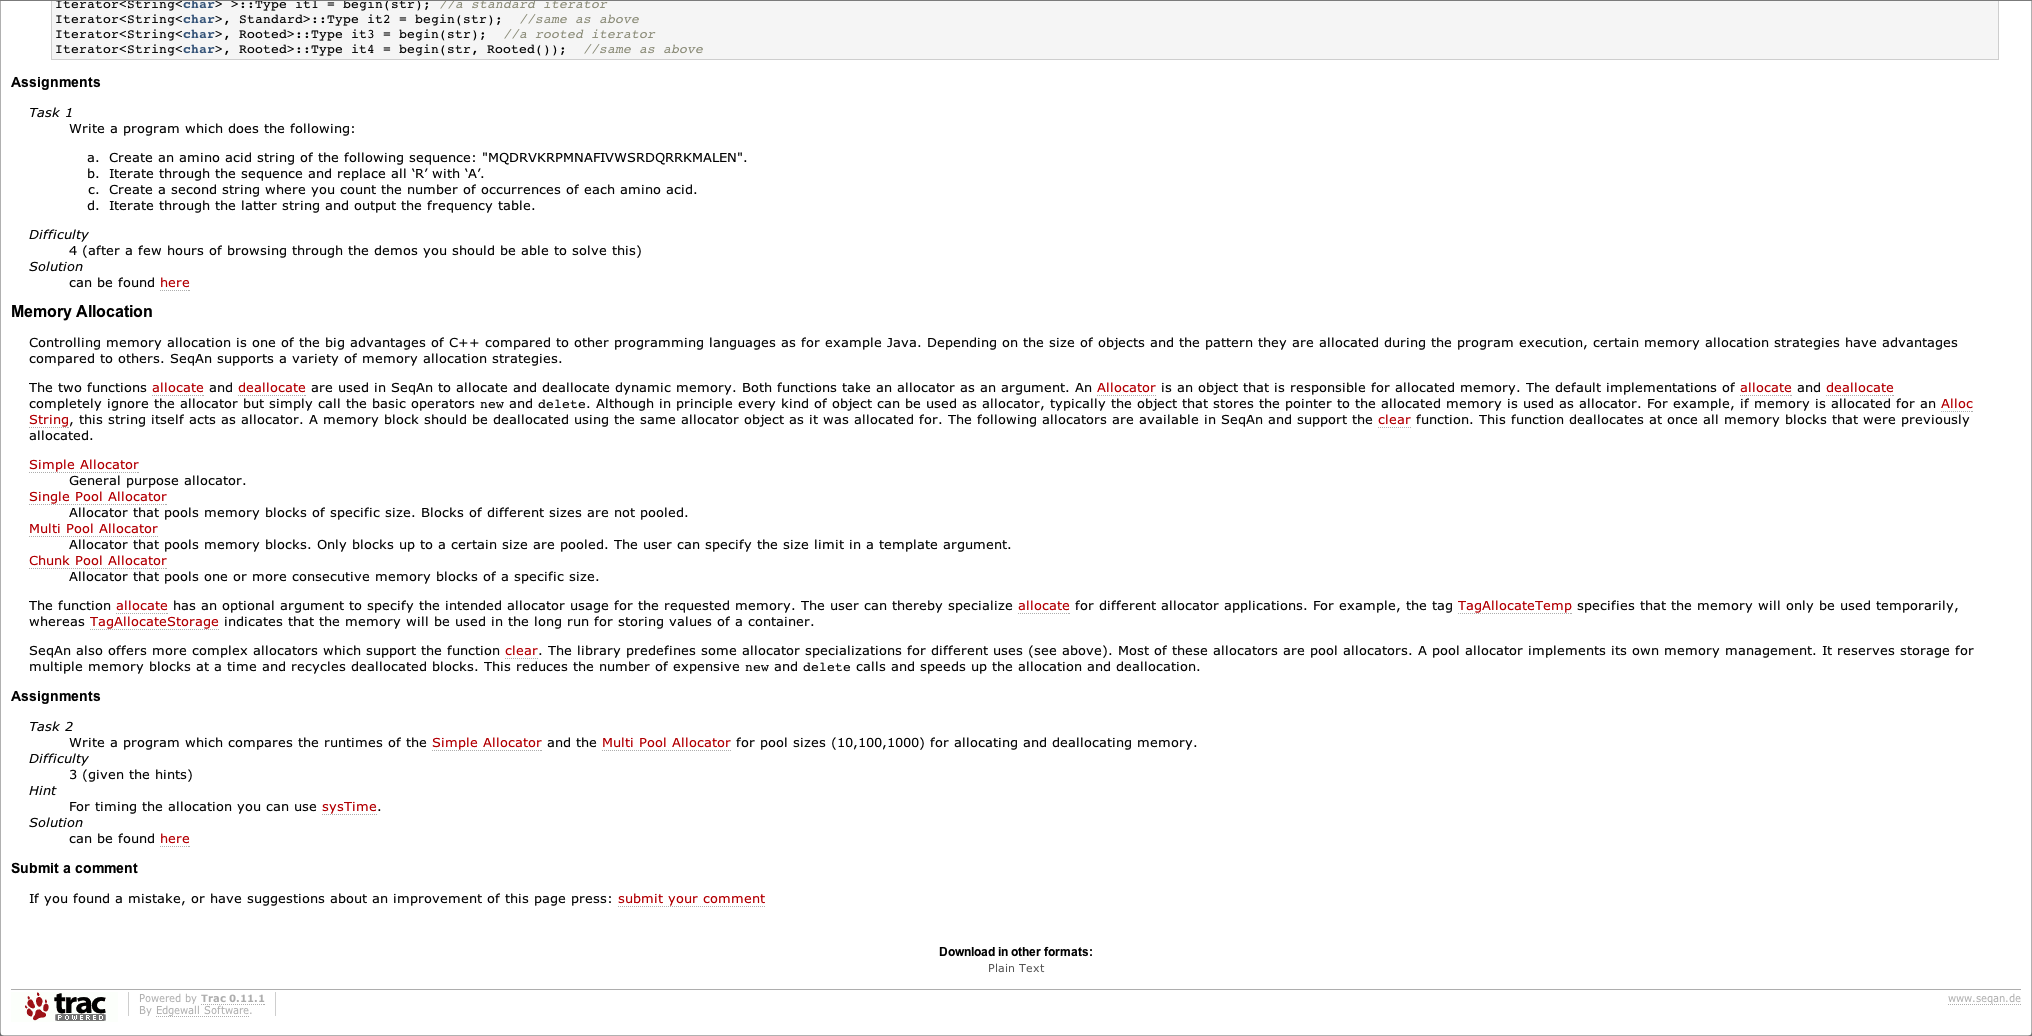 Iterator<String<char> >::Type it1 = begin(str); //a standard iterator
Iterator<String<char>, Standard>::Type it2 = begin(str);  //same as above
Iterator<String<char>, Rooted>::Type it3 = begin(str);  //a rooted iterator
Iterator<String<char>, Rooted>::Type it4 = begin(str, Rooted());  //same as above
Assignments
Task 1
Write a program which does the following:
a. Create an amino acid string of the following sequence: "MQDRVKRPMNAFIVWSRDQRRKMALEN".
b. Iterate through the sequence and replace all ‘R’ with ‘A’.
c. Create a second string where you count the number of occurrences of each amino acid.
d. Iterate through the latter string and output the frequency table.
Difficulty
4 (after a few hours of browsing through the demos you should be able to solve this)
Solution
can be found here
Memory Allocation
Controlling memory allocation is one of the big advantages of C++ compared to other programming languages as for example Java. Depending on the size of objects and the pattern they are allocated during the program execution, certain memory allocation strategies have advantages
compared to others. SeqAn supports a variety of memory allocation strategies.
The two functions allocate and deallocate are used in SeqAn to allocate and deallocate dynamic memory. Both functions take an allocator as an argument. An Allocator is an object that is responsible for allocated memory. The default implementations of allocate and deallocate
completely ignore the allocator but simply call the basic operators new and delete. Although in principle every kind of object can be used as allocator, typically the object that stores the pointer to the allocated memory is used as allocator. For example, if memory is allocated for an Alloc
String, this string itself acts as allocator. A memory block should be deallocated using the same allocator object as it was allocated for. The following allocators are available in SeqAn and support the clear function. This function deallocates at once all memory blocks that were previously
allocated.
Simple Allocator
General purpose allocator.
Single Pool Allocator
Allocator that pools memory blocks of specific size. Blocks of different sizes are not pooled.
Multi Pool Allocator
Allocator that pools memory blocks. Only blocks up to a certain size are pooled. The user can specify the size limit in a template argument.
Chunk Pool Allocator
Allocator that pools one or more consecutive memory blocks of a specific size.
The function allocate has an optional argument to specify the intended allocator usage for the requested memory. The user can thereby specialize allocate for different allocator applications. For example, the tag TagAllocateTemp specifies that the memory will only be used temporarily,
whereas TagAllocateStorage indicates that the memory will be used in the long run for storing values of a container.
SeqAn also offers more complex allocators which support the function clear. The library predefines some allocator specializations for different uses (see above). Most of these allocators are pool allocators. A pool allocator implements its own memory management. It reserves storage for
multiple memory blocks at a time and recycles deallocated blocks. This reduces the number of expensive new and delete calls and speeds up the allocation and deallocation.
Assignments
Task 2
Write a program which compares the runtimes of the Simple Allocator and the Multi Pool Allocator for pool sizes (10,100,1000) for allocating and deallocating memory.
Difficulty
3 (given the hints)
Hint
For timing the allocation you can use sysTime.
Solution
can be found here
Submit a comment
If you found a mistake, or have suggestions about an improvement of this page press: submit your comment
Download in other formats:
Plain Text
trac POWERED
Powered by Trac 0.11.1
By Edgewall Software.
www.seqan.de